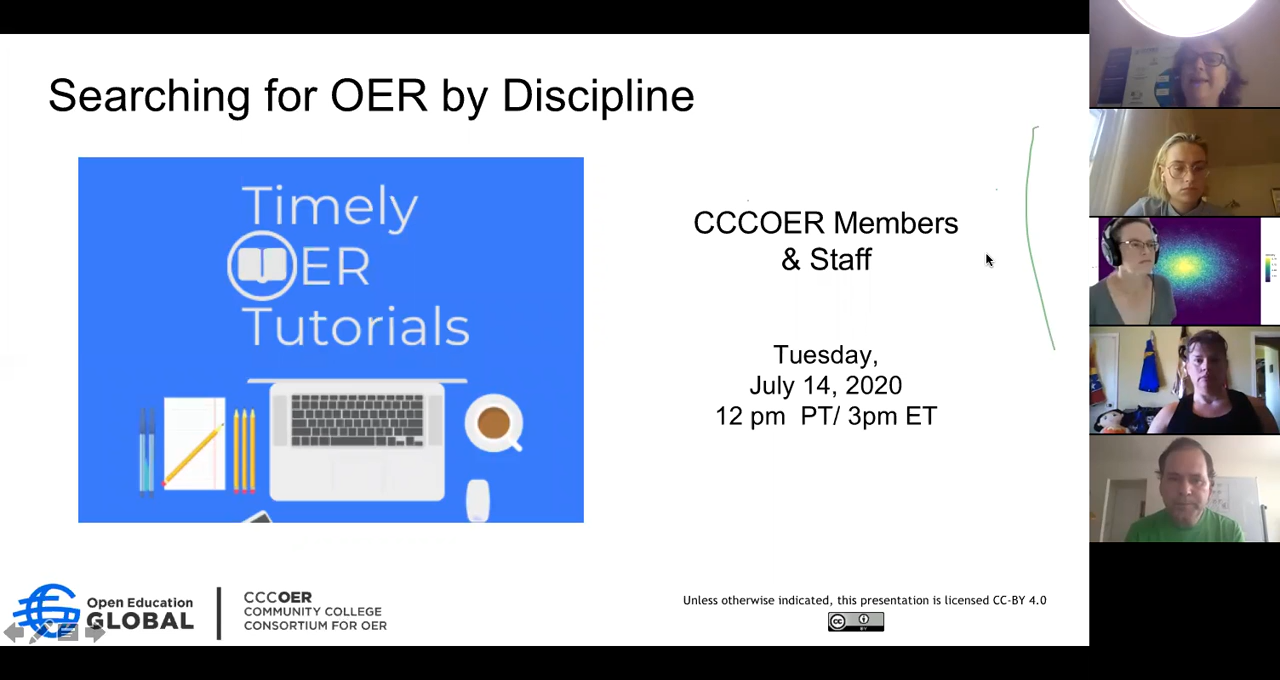 Searching for OER by Discipline
Timely
OER
Tutorials
CCCOER Members
& Staff
Tuesday,
July 14, 2020
12 pm  PT/ 3pm ET
Open Education
GLOBAL
CCCOER
COMMUNITY COLLEGE
CONSORTIUM FOR OER
Unless otherwise indicated, this presentation is licensed CC-BY 4.0
cc
BY